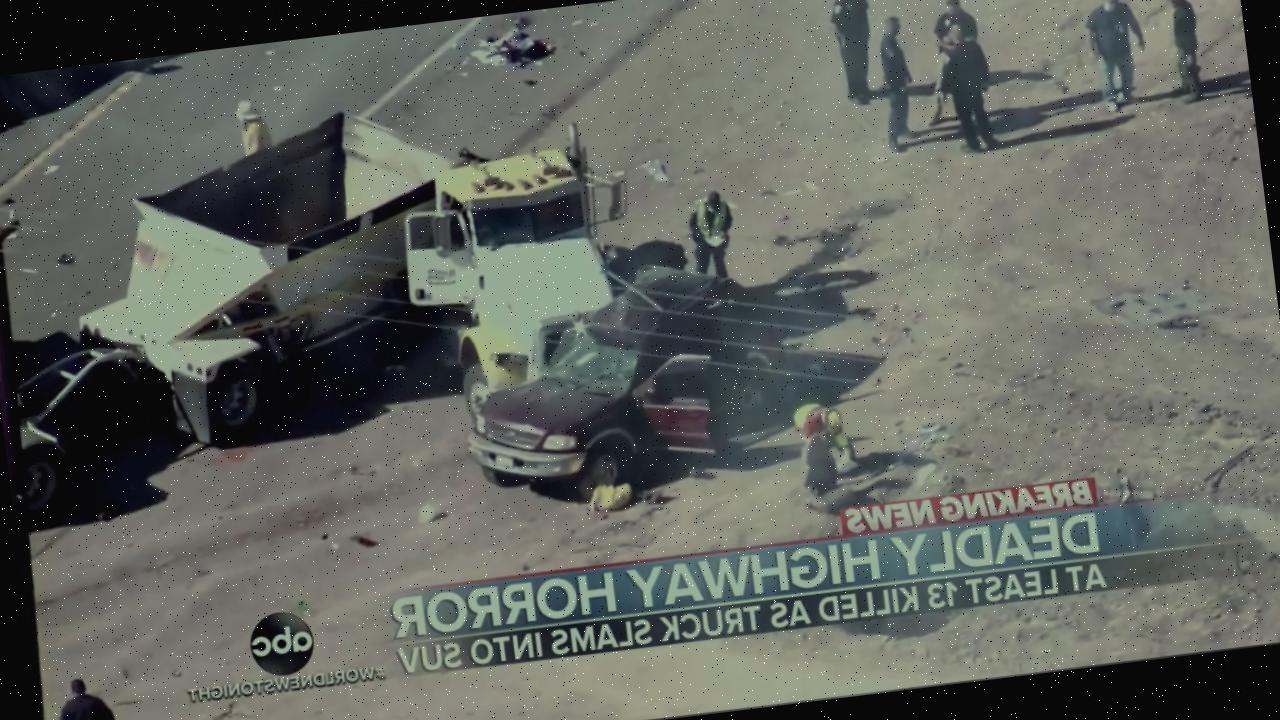 BREAKING NEWS
DEADLY HIGHWAY HORROR
AT LEAST 13 KILLED AS TRUCK SLAMS INTO SUV
abc
#WORLDNEWSTONIGHT